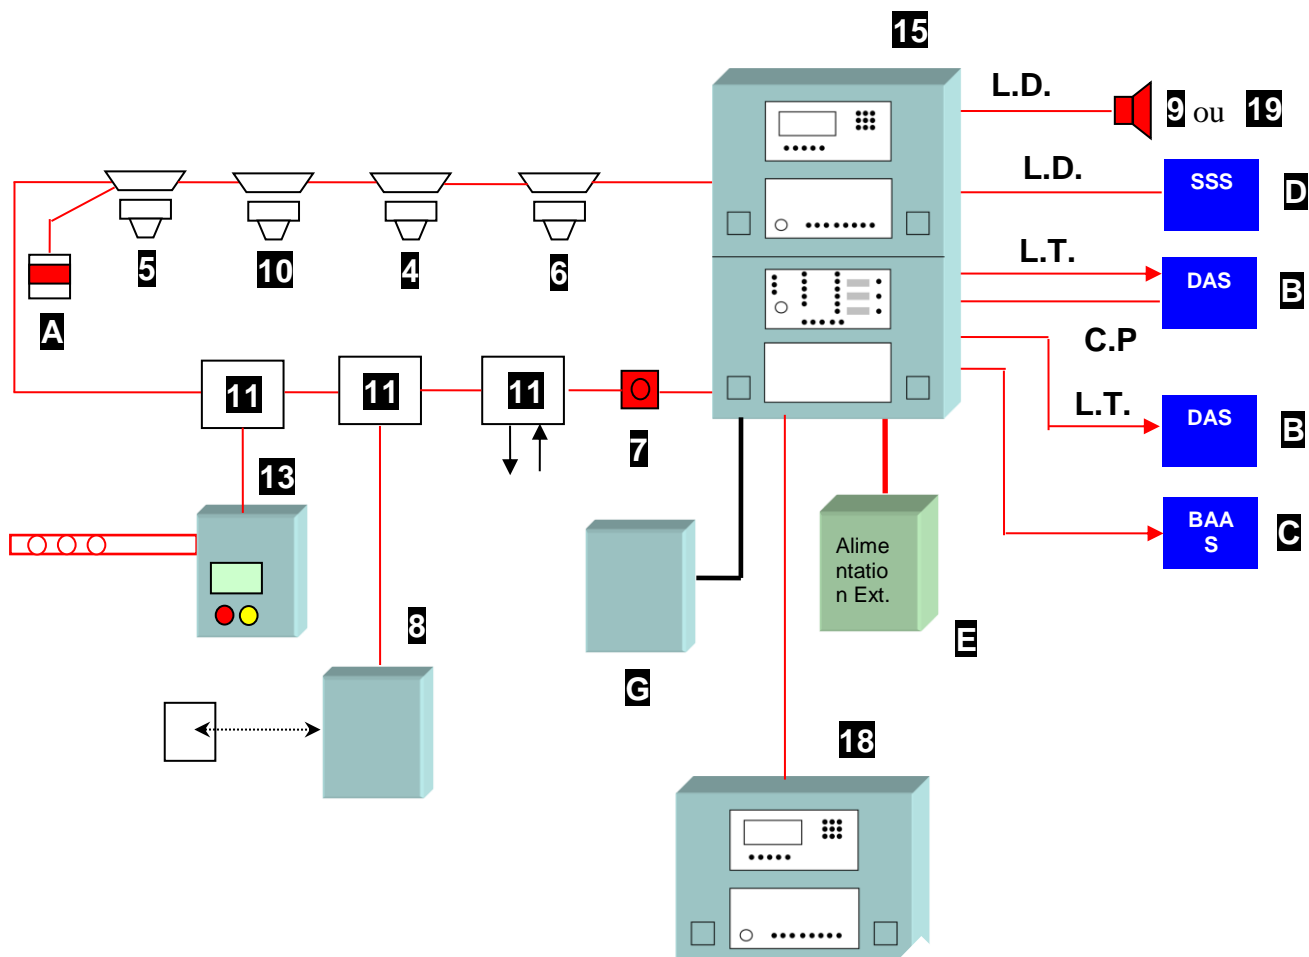 15
L.D.
9 ou 19
L.D.
SSS
D
5
10
4
6
L.T.
DAS
B
A
C.P
11
11
11
7
L.T.
DAS
B
13
BAA
S
C
Alime
ntatio
n Ext.
8
E
G
18